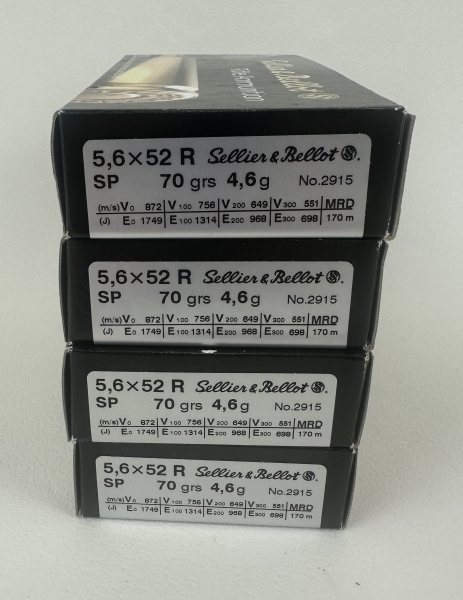 Sellier & Bellot
Rifle Ammunition
5,6×52 R Sellier & Bellot
SP 70 grs 4,6g No.2915
(m/s) V0 872 V100 756 V200 649 V300 551 MRD
(J) E0 1749 E100 1314 E200 968 E300 698 170 m
5,6×52 R Sellier & Bellot
SP 70 grs 4,6g No.2915
(m/s) V0 872 V100 756 V200 649 V300 551 MRD
(J) E0 1749 E100 1314 E200 968 E300 698 170 m
5,6×52 R Sellier & Bellot
SP 70 grs 4,6g No.2915
(m/s) V0 872 V100 756 V200 649 V300 551 MRD
(J) E0 1749 E100 1314 E200 968 E300 698 170 m
5,6×52 R Sellier & Bellot
SP 70 grs 4,6g No.2915
(m/s) V0 872 V100 756 V200 649 V300 551 MRD
(J) E0 1749 E100 1314 E200 968 E300 698 170 m